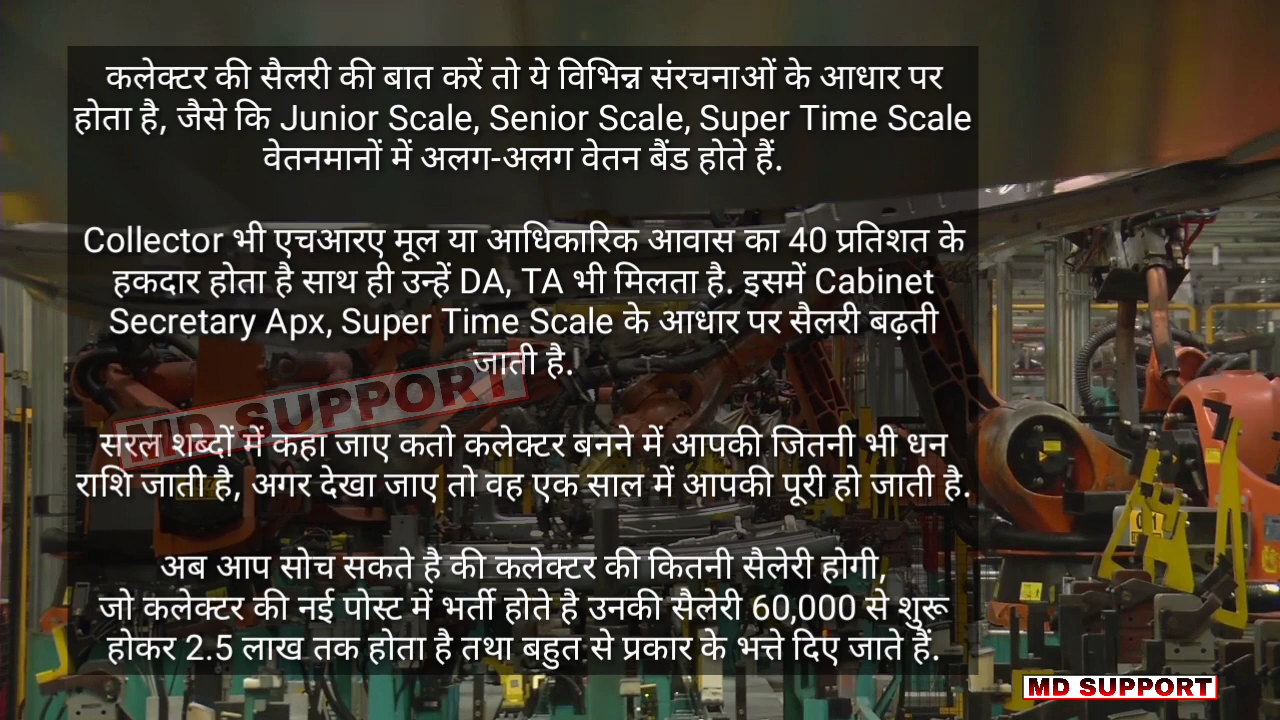 कलेक्टर की सैलरी की बात करें तो ये विभिन्न संरचनाओं के आधार पर
होता है, जैसे कि Junior Scale, Senior Scale, Super Time Scale
वेतनमानों में अलग-अलग वेतन बैंड होते हैं.
Collector भी एचआरए मूल या आधिकारिक आवास का 40 प्रतिशत के
हकदार होता है साथ ही उन्हें DA, TA भी मिलता है. इसमें Cabinet
Secretary Apx, Super Time Scale के आधार पर सैलरी बढ़ती
जाती है.
MD SUPPORT
सरल शब्दों में कहा जाए कतो कलेक्टर बनने में आपकी जितनी भी धन
राशि जाती है, अगर देखा जाए तो वह एक साल में आपकी पूरी हो जाती है.
अब आप सोच सकते है की कलेक्टर की कितनी सैलेरी होगी,
जो कलेक्टर की नई पोस्ट में भर्ती होते है उनकी सैलेरी 60,000 से शुरू
होकर 2.5 लाख तक होता है तथा बहुत से प्रकार के भत्ते दिए जाते हैं.
MD SUPPORT